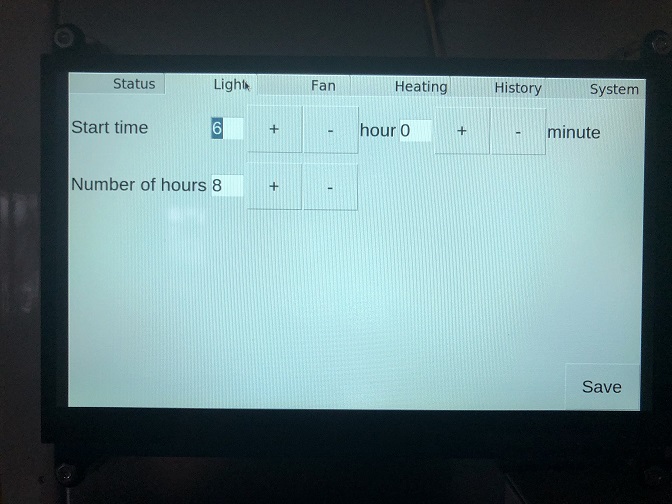 Status Light Fan Heating History System
Start time 6 + - hour 0 + - minute
Number of hours 8 + -
Save